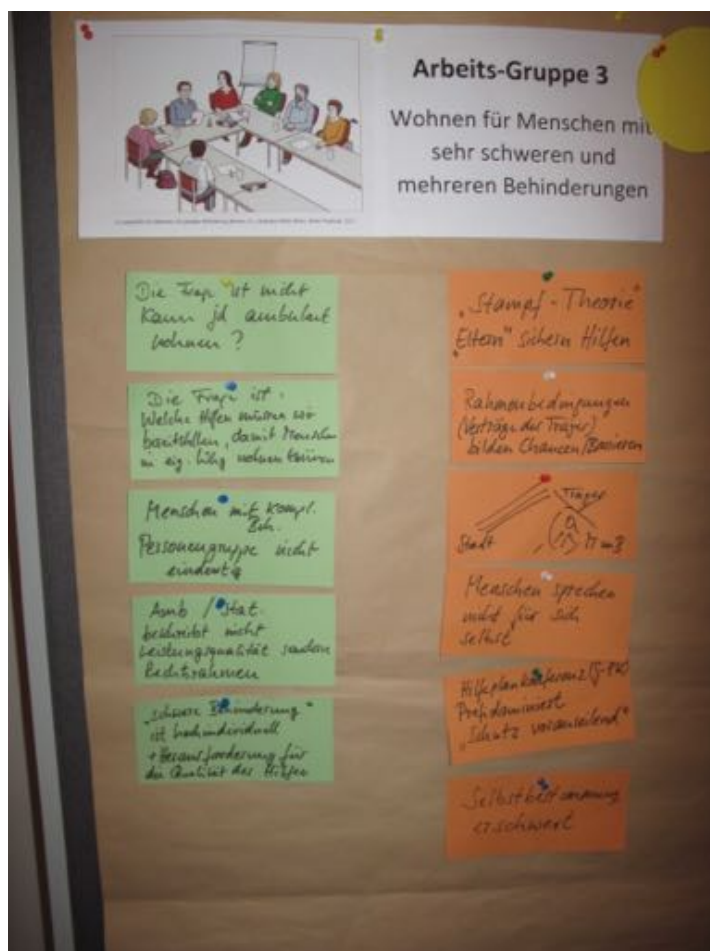 Arbeits-Gruppe 3
Wohnen für Menschen mit
sehr schweren und
mehreren Behinderungen
Die Frage ist nicht
Kann jd ambulant
wohnen ?
Die Frage ist:
Welche Hilfen müssen wir
bereitstellen, damit Menschen
in eig. Whg wohnen können
Menschen mit kompl.
Beh.
Personengruppe nicht
eindeutig
Amb / Stat.
beschreibt nicht
Leistungsqualität sondern
Rechtsrahmen
„schwere Behinderung"
ist hochindividuell
+ Herausforderung für
die Qualität der Hilfen
„Stampf-Theorie"
„Eltern" sichern Hilfen
Rahmenbedingungen
(Verträge der Träger)
bilden Chancen/Barrieren
Träger
Stadt
MmB
Menschen sprechen
nicht für sich
selbst
Hilfeplankonferenz
dominiert
„Schutz vorauseilend"
Selbstbestimmung
erschwert